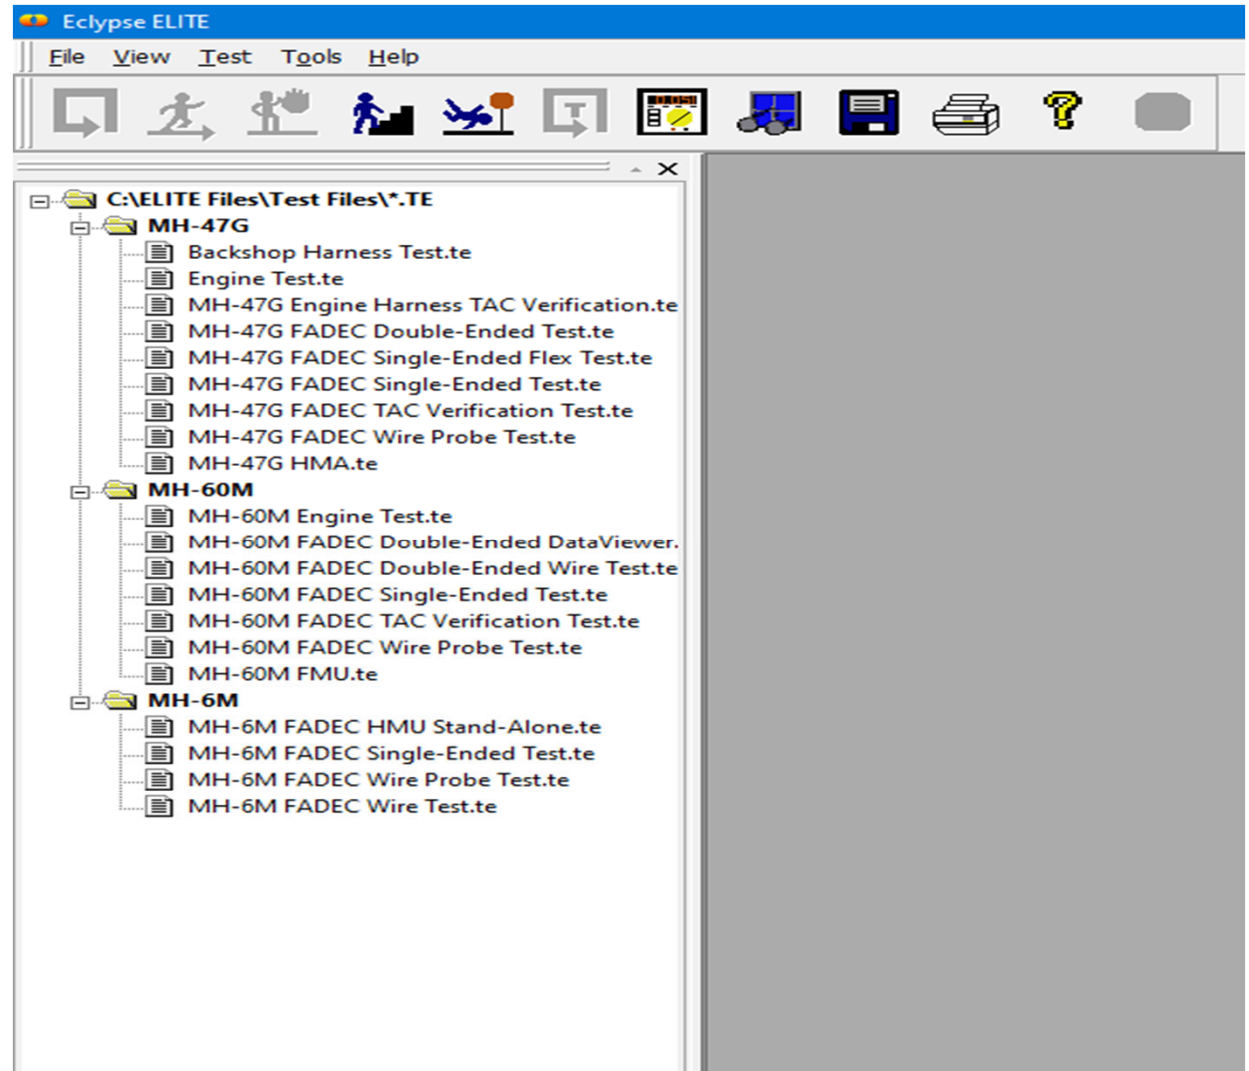 Eclypse ELITE
File View Test Tools Help
T
0.051
?
C:\ELITE Files\Test Files\*.TE
MH-47G
Backshop Harness Test.te
Engine Test.te
MH-47G Engine Harness TAC Verification.te
MH-47G FADEC Double-Ended Test.te
MH-47G FADEC Single-Ended Flex Test.te
MH-47G FADEC Single-Ended Test.te
MH-47G FADEC TAC Verification Test.te
MH-47G FADEC Wire Probe Test.te
MH-47G HMA.te
MH-60M
MH-60M Engine Test.te
MH-60M FADEC Double-Ended DataViewer.
MH-60M FADEC Double-Ended Wire Test.te
MH-60M FADEC Single-Ended Test.te
MH-60M FADEC TAC Verification Test.te
MH-60M FADEC Wire Probe Test.te
MH-60M FMU.te
MH-6M
MH-6M FADEC HMU Stand-Alone.te
MH-6M FADEC Single-Ended Test.te
MH-6M FADEC Wire Probe Test.te
MH-6M FADEC Wire Test.te